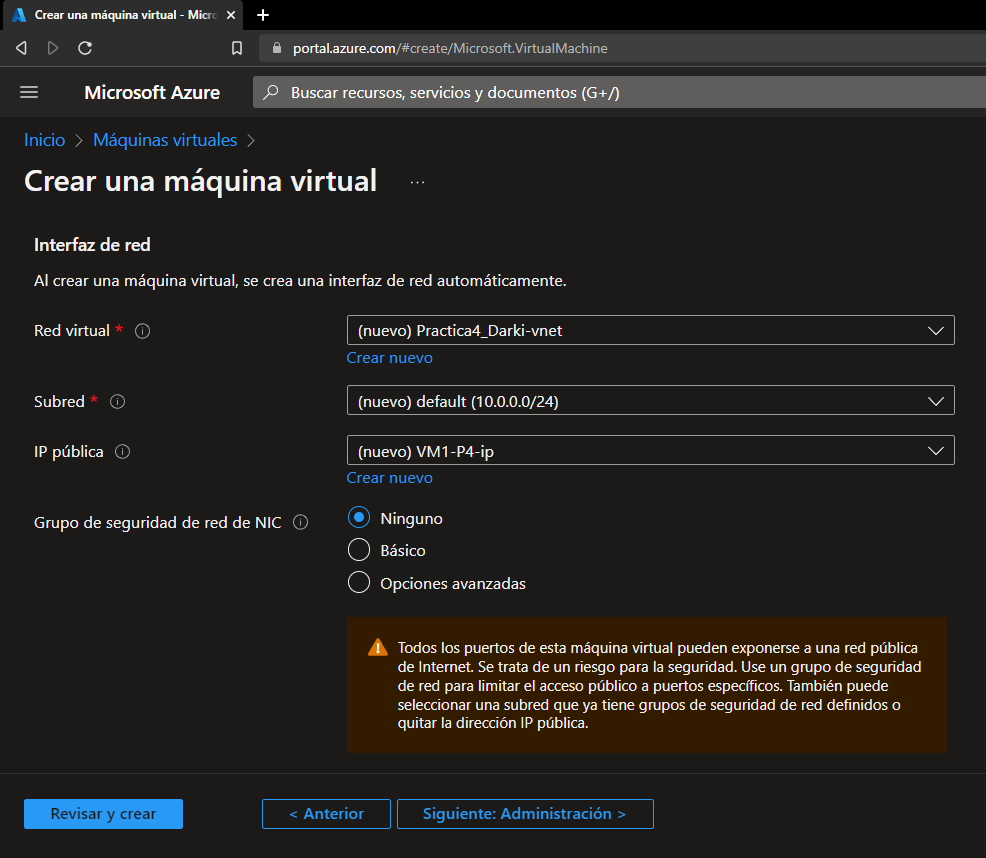 Crear una máquina virtual - Micro
portal.azure.com/#create/Microsoft.VirtualMachine
Microsoft Azure
Buscar recursos, servicios y documentos (G+/)
Inicio > Máquinas virtuales >
Crear una máquina virtual ...
Interfaz de red
Al crear una máquina virtual, se crea una interfaz de red automáticamente.
Red virtual * (nuevo) Practica4_Darki-vnet
Crear nuevo
Subred * (nuevo) default (10.0.0.0/24)
IP pública (nuevo) VM1-P4-ip
Crear nuevo
Grupo de seguridad de red de NIC Ninguno
Básico
Opciones avanzadas
Todos los puertos de esta máquina virtual pueden exponerse a una red pública
de Internet. Se trata de un riesgo para la seguridad. Use un grupo de seguridad
de red para limitar el acceso público a puertos específicos. También puede
seleccionar una subred que ya tiene grupos de seguridad de red definidos o
quitar la dirección IP pública.
Revisar y crear < Anterior Siguiente: Administración >